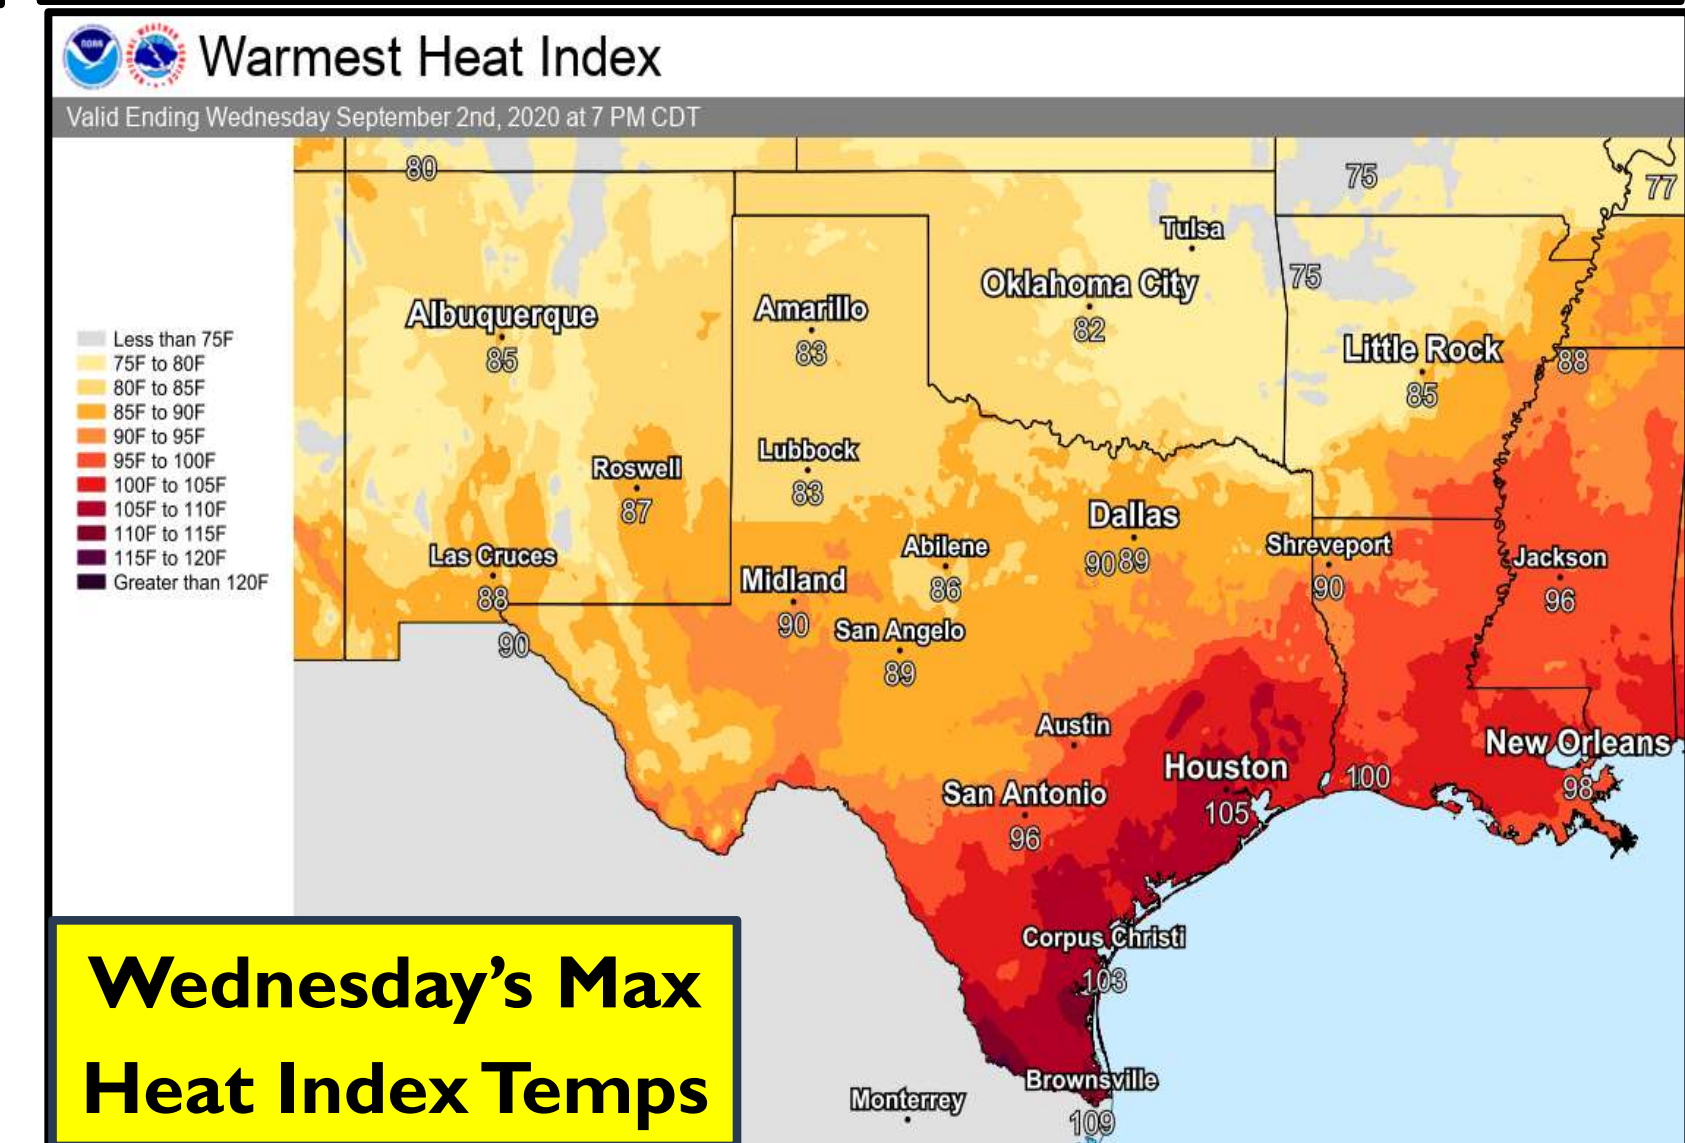 Warmest Heat Index
Valid Ending Wednesday September 2nd, 2020 at 7 PM CDT
80
75
77
Tulsa
75
Oklahoma City
82
Albuquerque
85
Amarillo
83
Little Rock
85
88
Less than 75F
75F to 80F
80F to 85F
85F to 90F
90F to 95F
95F to 100F
100F to 105F
105F to 110F
110F to 115F
115F to 120F
Greater than 120F
Roswell
87
Lubbock
83
Dallas
90 89
Las Cruces
88
90
Midland
90
Abilene
86
San Angelo
89
Shreveport
90
Jackson
96
Austin
Houston
105
100
New Orleans
98
San Antonio
96
Corpus Christi
103
Brownsville
109
Monterrey
Wednesday’s Max
Heat Index Temps